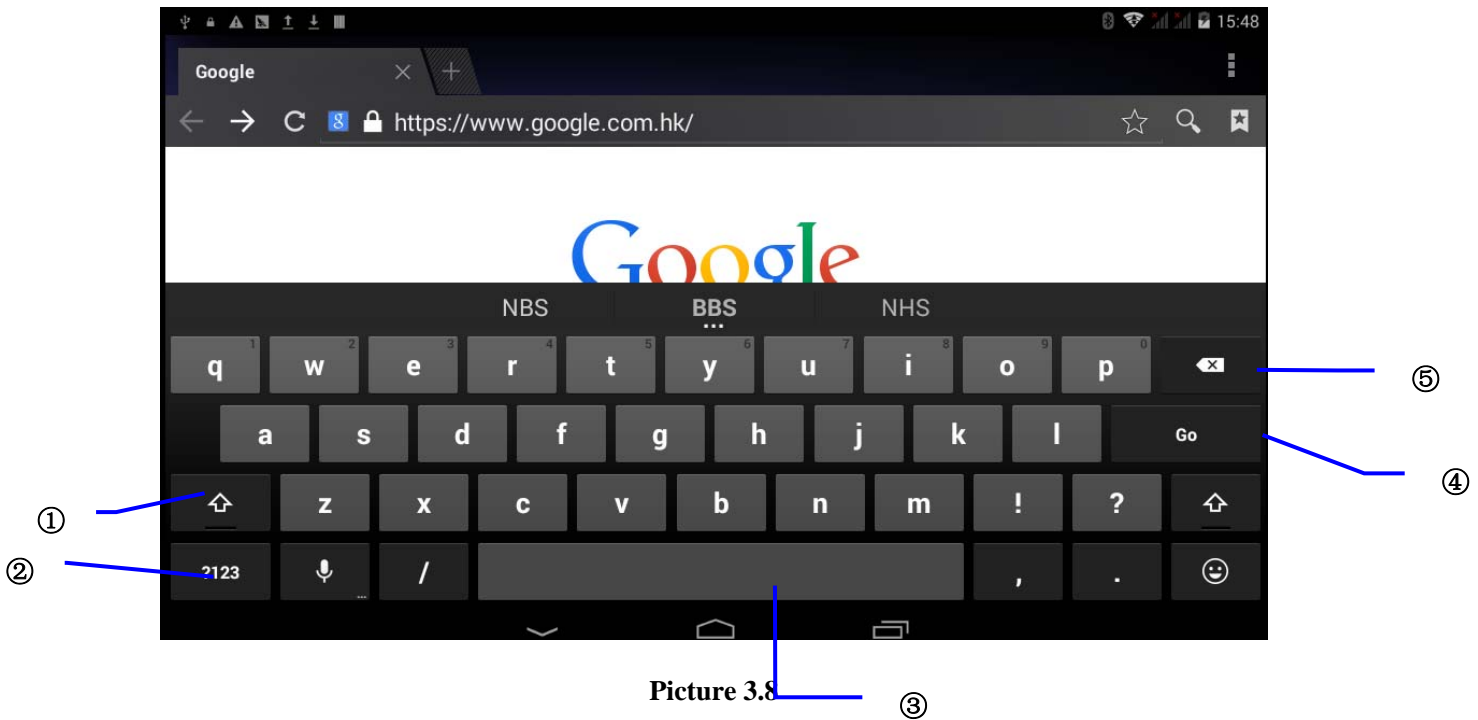 15:48
Google
https://www.google.com.hk/
Google
NBS BBS NHS
1 2 3 4 5 6 7 8 9 0
q w e r t y u i o p
⑤
a s d f g h j k l Go
④
z x c v b n m ! ?
①
?123 / , .
②
Picture 3.8
③